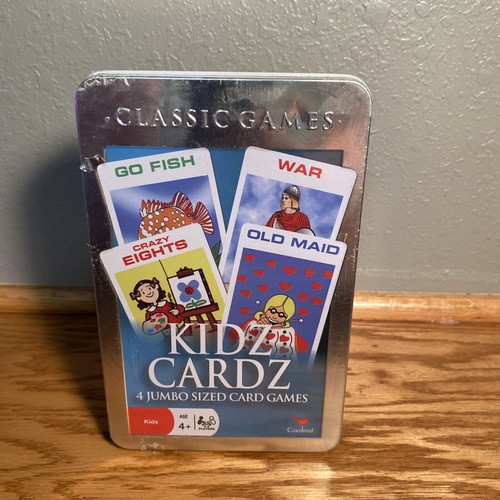 ·CLASSIC GAMES·
GO FISH
WAR
CRAZY
EIGHTS
OLD MAID
KIDZ
CARDZ
4 JUMBO SIZED CARD GAMES
Kids
AGE
4+
PLAYERS
Cardinal